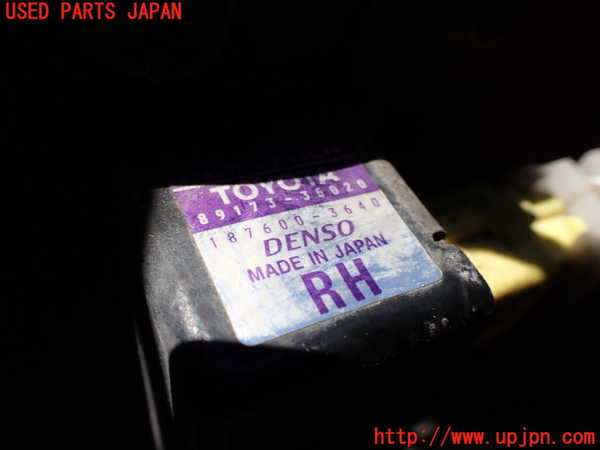 USED PARTS JAPAN
TOYOTA
89173-35020
187600-3640
DENSO
MADE IN JAPAN
RH
http://www.upjpn.com